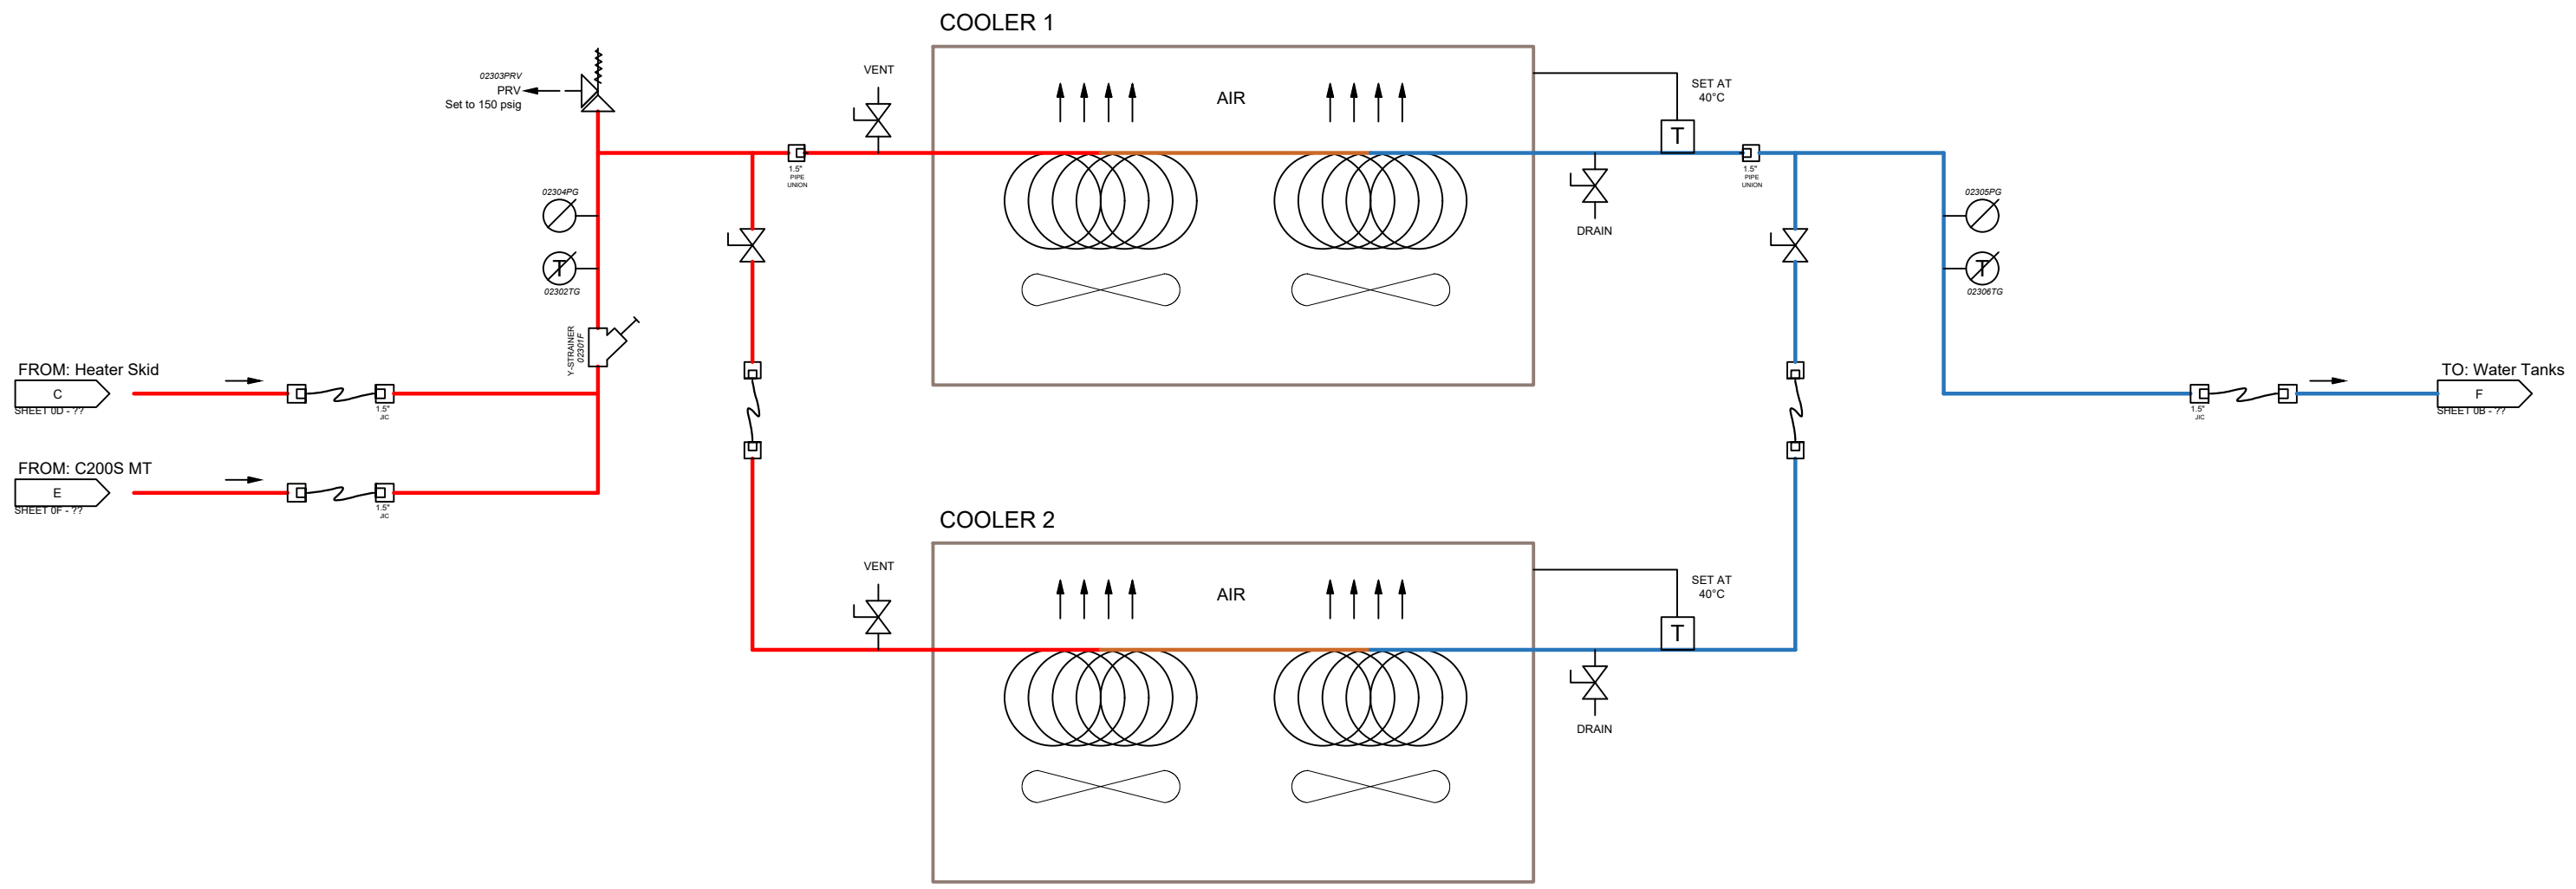 COOLER 1
02303PRV
PRV
Set to 150 psig
VENT
AIR
SET AT
40°C
T
1.5"
PIPE
UNION
1.5"
PIPE
UNION
DRAIN
02304PG
T
02302TG
02305PG
T
02306TG
Y-STRAINER
02301F
FROM: Heater Skid
C
SHEET 0D - ??
1.5"
JIC
TO: Water Tanks
F
SHEET 0B - ??
1.5"
JIC
FROM: C200S MT
E
SHEET 0F - ??
1.5"
JIC
COOLER 2
VENT
AIR
SET AT
40°C
T
DRAIN